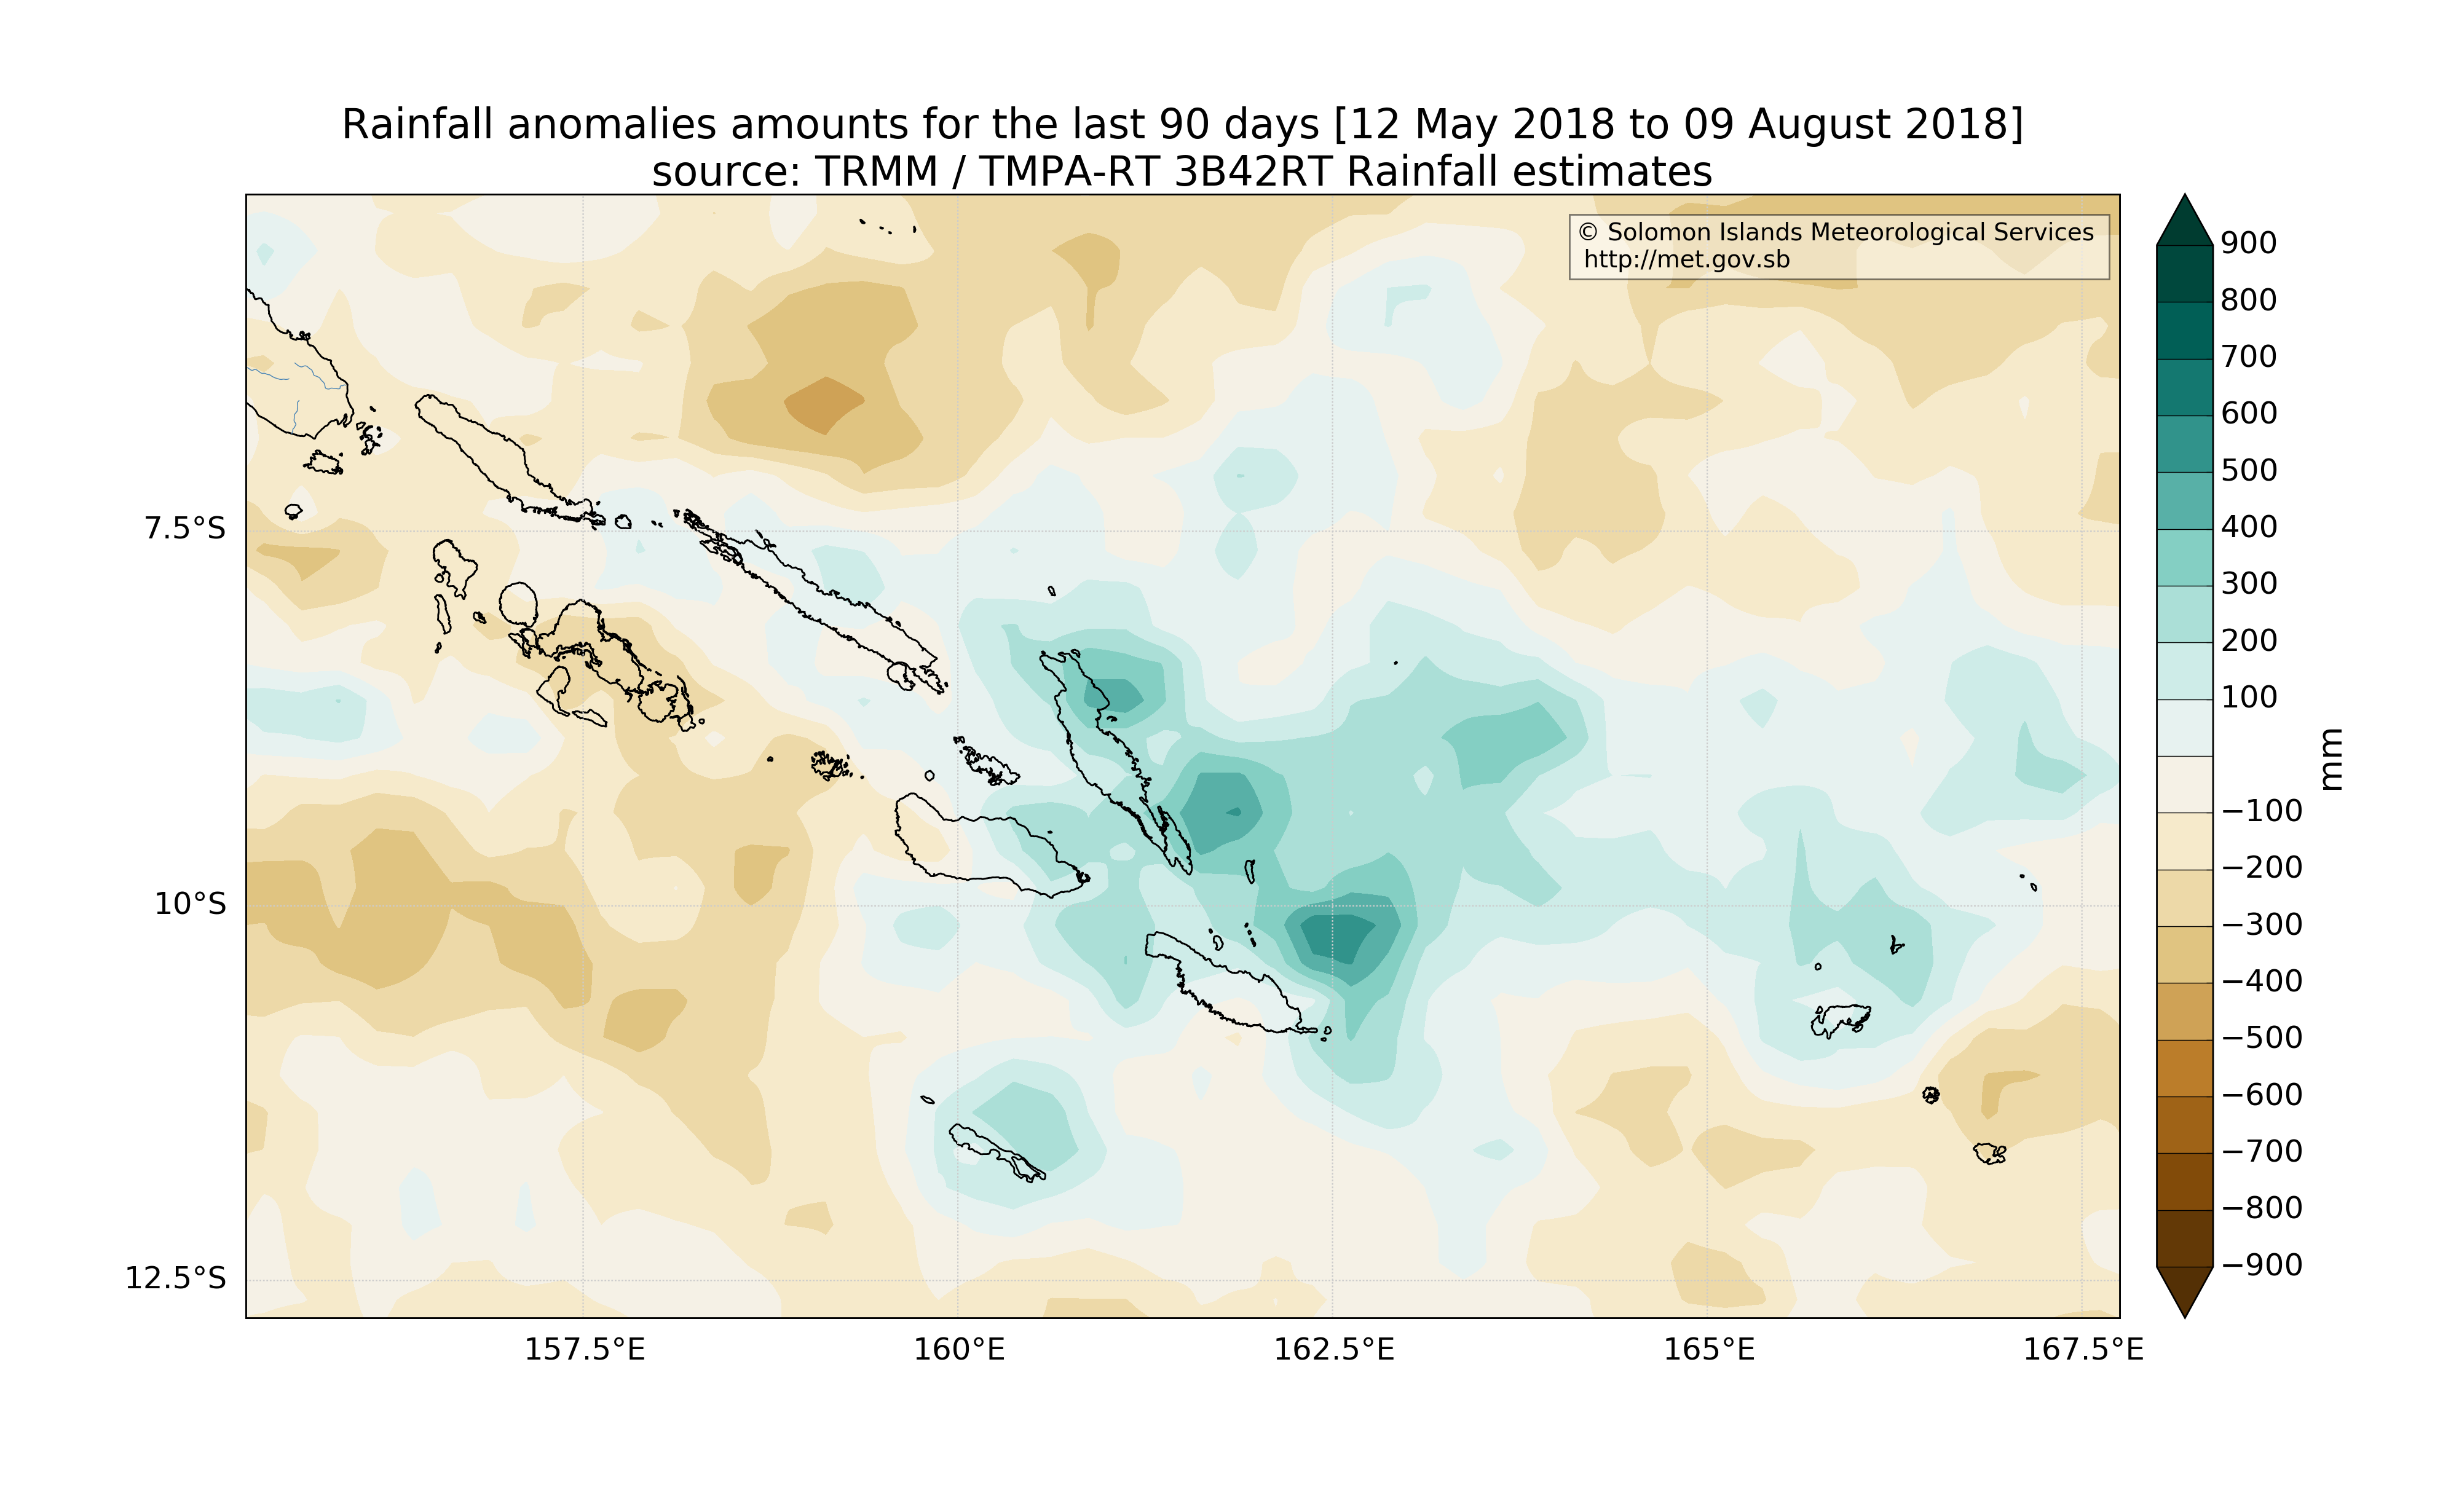 Rainfall anomalies amounts for the last 90 days [12 May 2018 to 09 August 2018]
source: TRMM / TMPA-RT 3B42RT Rainfall estimates
© Solomon Islands Meteorological Services
http://met.gov.sb
7.5°S
10°S
12.5°S
157.5°E
160°E
162.5°E
165°E
167.5°E
900
800
700
600
500
400
300
200
100
−100
−200
−300
−400
−500
−600
−700
−800
−900
mm